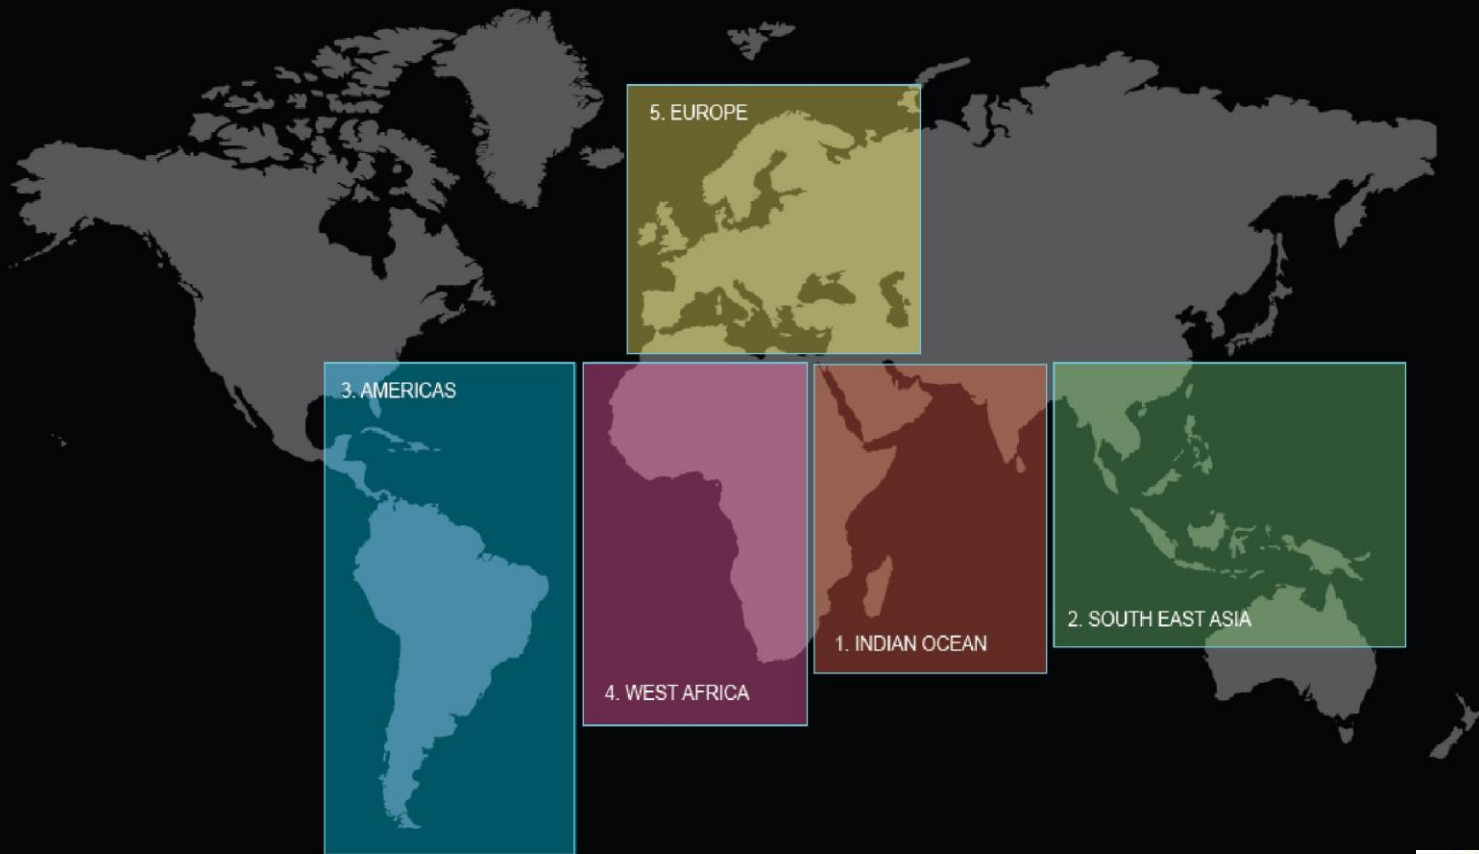 5. EUROPE
3. AMERICAS
2. SOUTH EAST ASIA
1. INDIAN OCEAN
4. WEST AFRICA